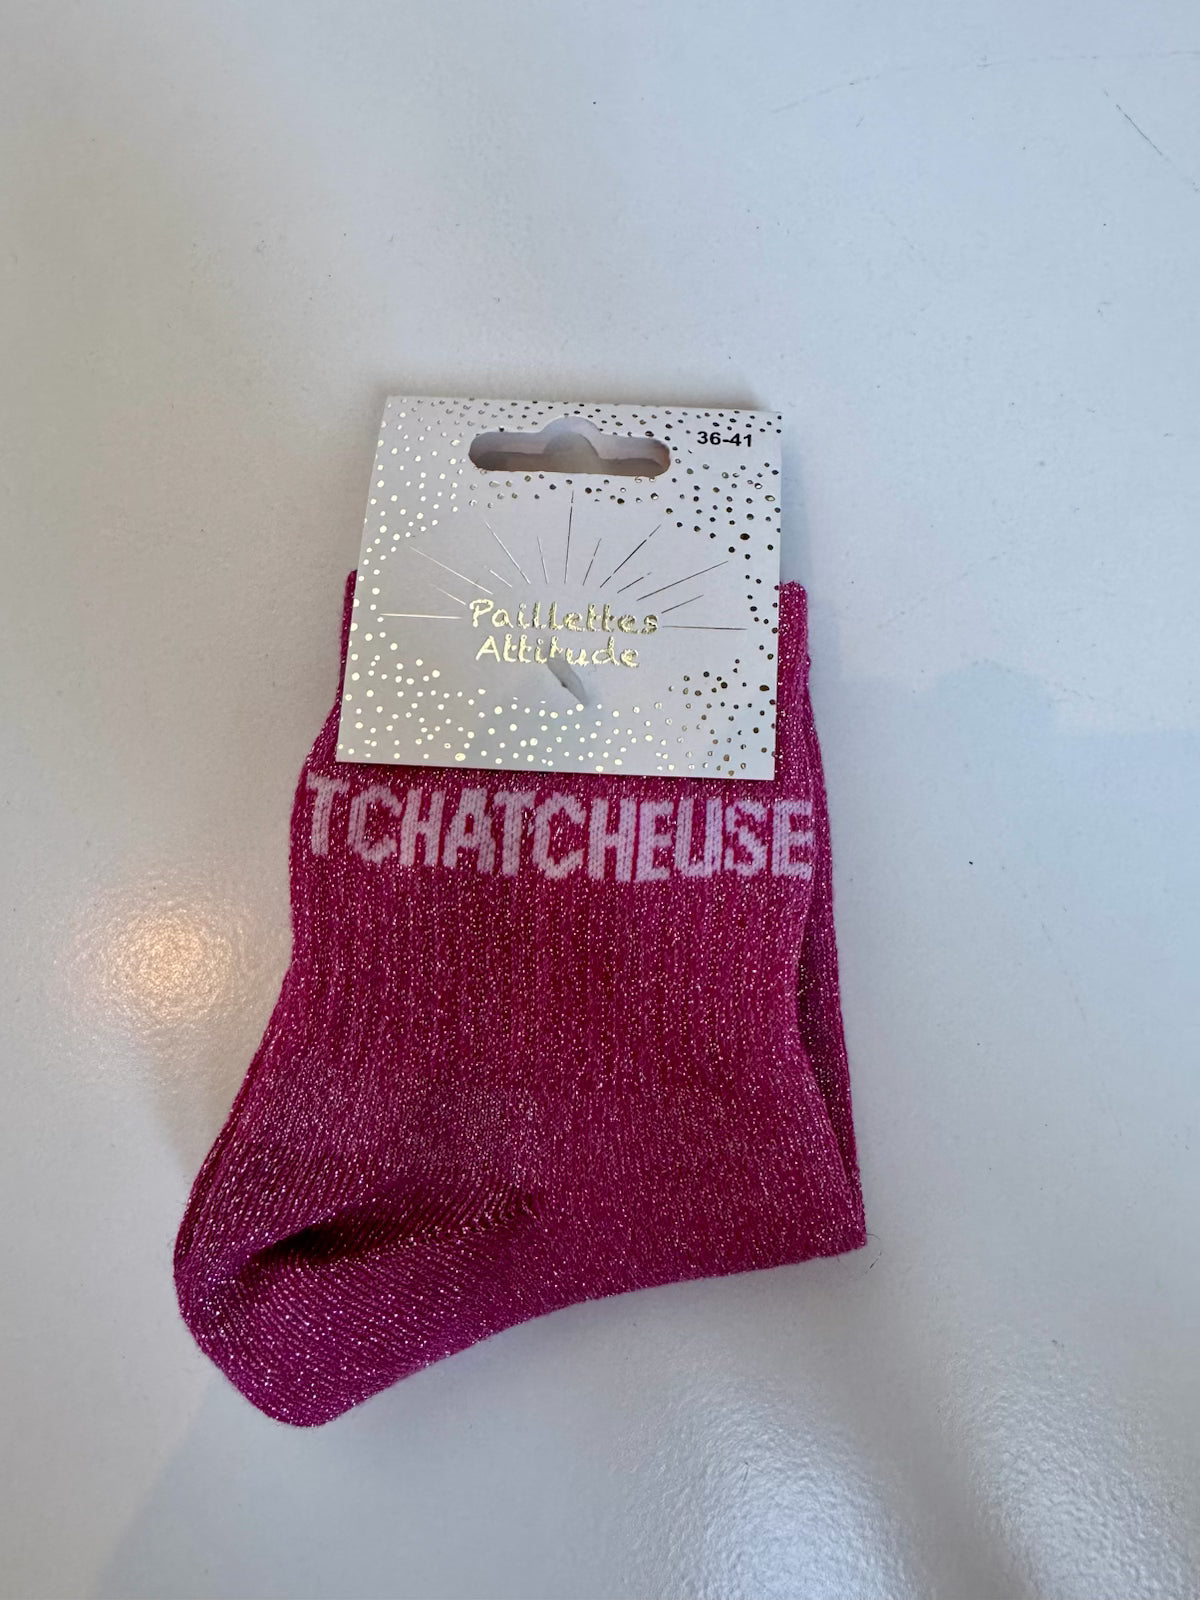 36-41
Paillettes
Attitude
TCHATCHEUSE